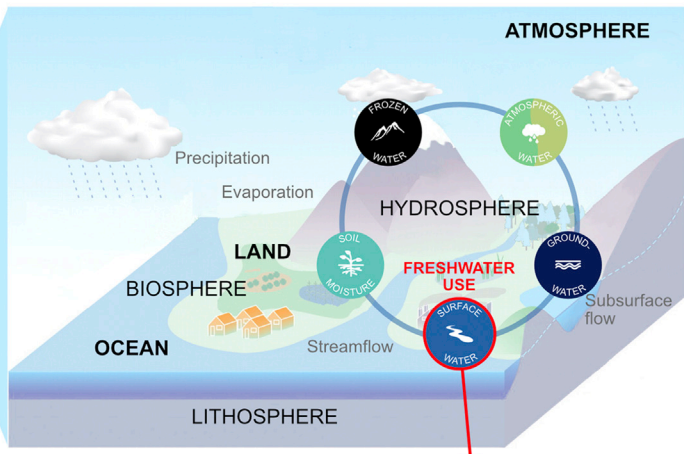 ATMOSPHERE
FROZEN
WATER
ATMOSPHERIC
WATER
Precipitation
Evaporation
HYDROSPHERE
LAND
SOIL
MOISTURE
GROUND-
WATER
FRESHWATER
USE
BIOSPHERE
Subsurface
flow
SURFACE
WATER
OCEAN
Streamflow
LITHOSPHERE